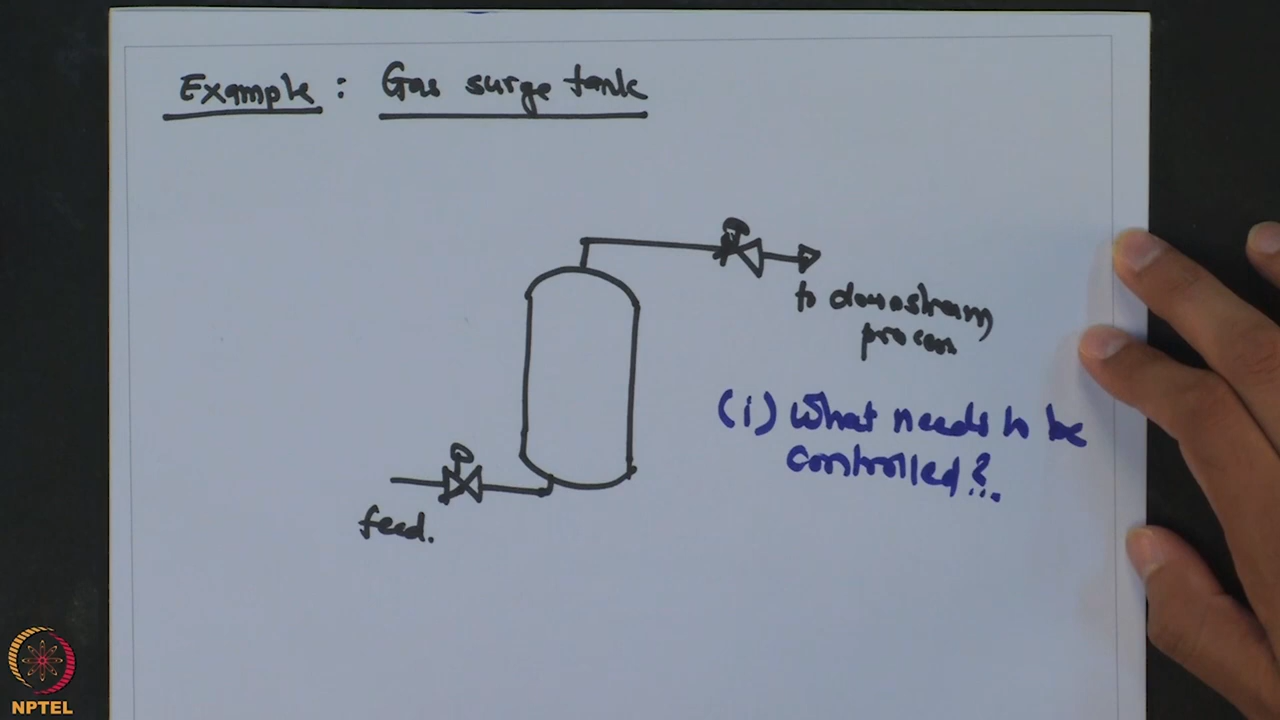 Example : Gas surge tank
to downstream
process
(i) What needs to be
controlled?..
feed.
NPTEL